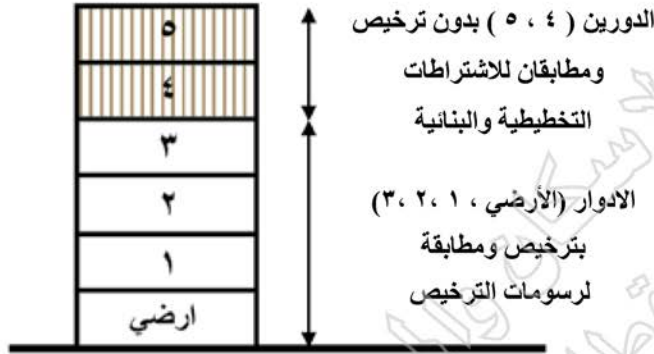 ٥
٤
٣
٢
١
ارضي
الدورين ( ٤ ، ٥ ) بدون ترخيص
ومطابقان للاشتراطات
التخطيطية والبنائية
الادوار (الأرضي ، ١ ،٢ ،٣)
بترخيص ومطابقة
لرسومات الترخيص